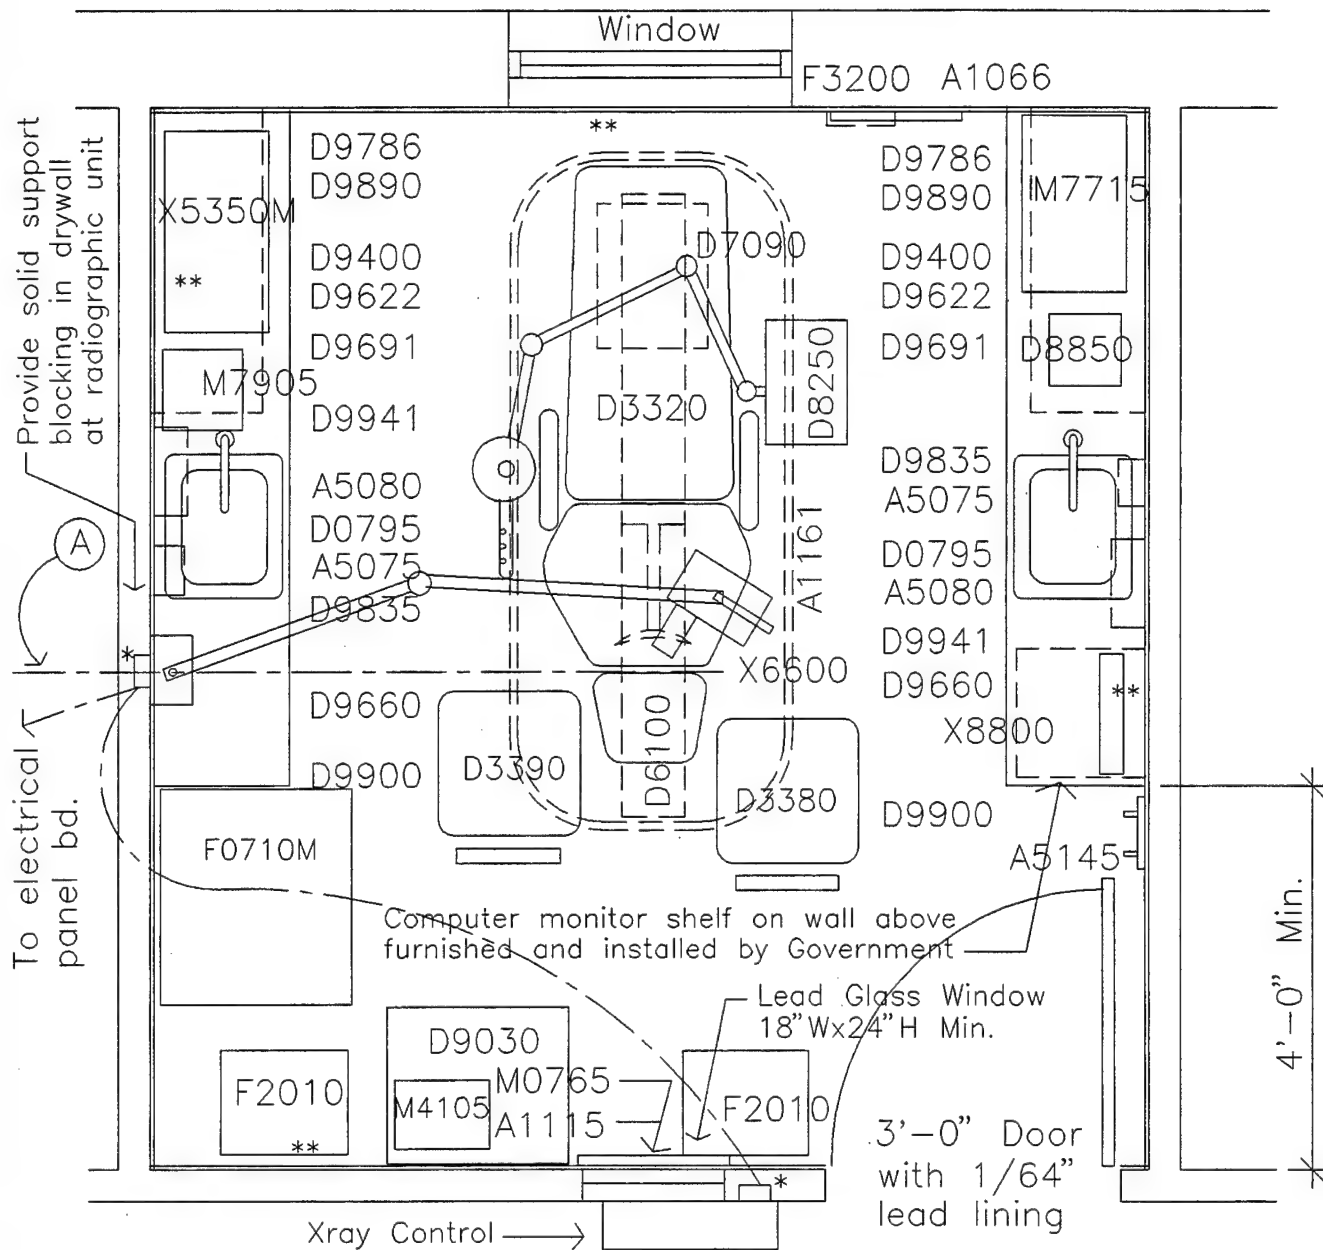 Window
F3200 A1066
Provide solid support
blocking in drywall
at radiographic unit
**
D9786
D9890
D9400
D9622
D9691
D9941
A5080
D0795
A5075
D9835
D9660
D9900
X5350M
**
M7905
D7090
D3320
D8250
A1161
X6600
D6100
D3390
D3380
D9786
D9890
D9400
D9622
D9691
D9835
A5075
D0795
A5080
D9941
D9660
D9900
M7715
D8850
**
X8800
A5145
A
*
To electrical
panel bd.
F0710M
Computer monitor shelf on wall above
furnished and installed by Government
Lead Glass Window
18"Wx24"H Min.
4'-0" Min.
F2010
**
D9030
M4105
M0765
A1115
F2010
*
3'-0" Door
with 1/64"
lead lining
Xray Control